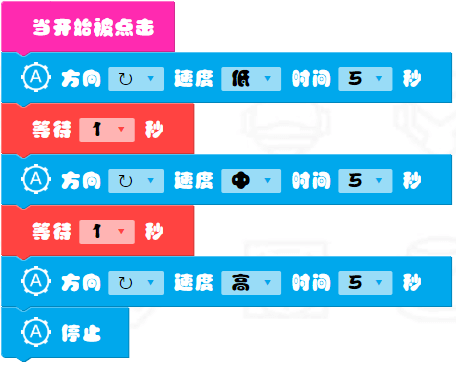 当开始被点击
A 方向 ↻ 速度 低 时间 5 秒
等待 1 秒
A 方向 ↻ 速度 中 时间 5 秒
等待 1 秒
A 方向 ↻ 速度 高 时间 5 秒
A 停止